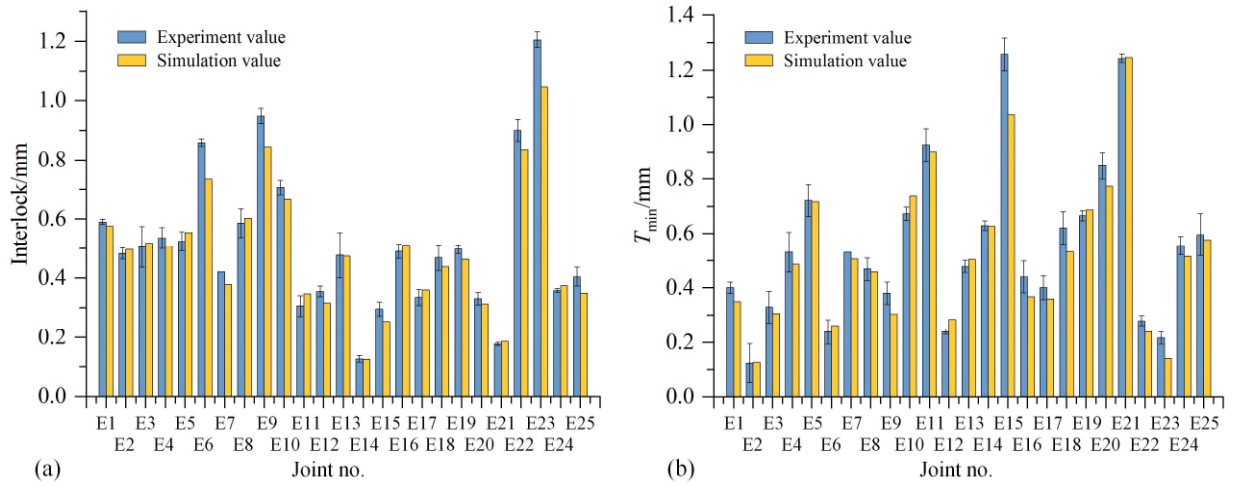 Experiment value
Simulation value
Interlock/mm
1.2
1.0
0.8
0.6
0.4
0.2
0.0
E1 E3 E5 E7 E9 E11 E13 E15 E17 E19 E21 E23 E25
E2 E4 E6 E8 E10 E12 E14 E16 E18 E20 E22 E24
(a) Joint no.
Experiment value
Simulation value
Tmin/mm
1.4
1.2
1.0
0.8
0.6
0.4
0.2
0.0
E1 E3 E5 E7 E9 E11 E13 E15 E17 E19 E21 E23 E25
E2 E4 E6 E8 E10 E12 E14 E16 E18 E20 E22 E24
(b) Joint no.